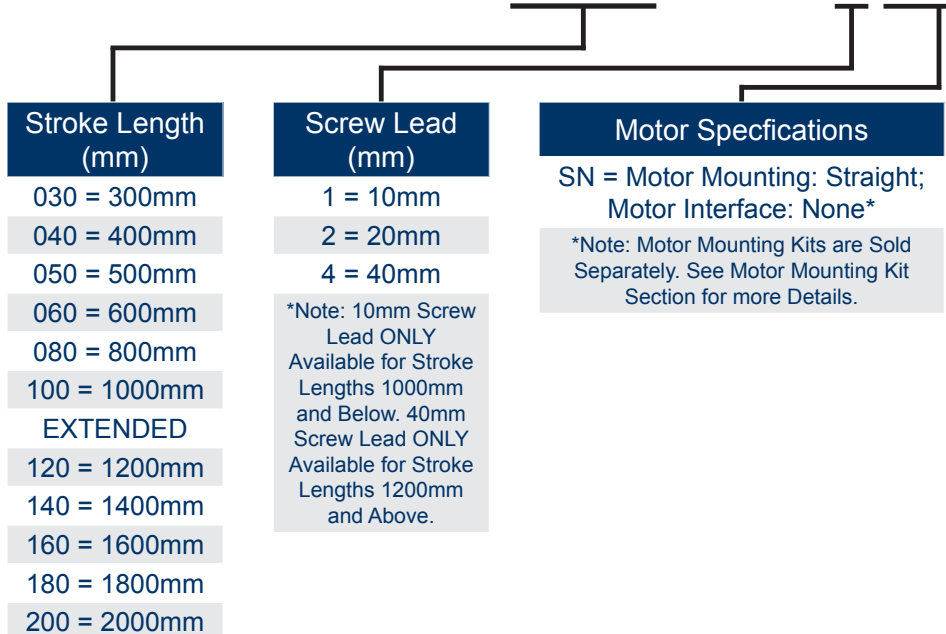 Stroke Length
(mm)
030 = 300mm
040 = 400mm
050 = 500mm
060 = 600mm
080 = 800mm
100 = 1000mm
EXTENDED
120 = 1200mm
140 = 1400mm
160 = 1600mm
180 = 1800mm
200 = 2000mm
Screw Lead
(mm)
1 = 10mm
2 = 20mm
4 = 40mm
*Note: 10mm Screw
Lead ONLY
Available for Stroke
Lengths 1000mm
and Below. 40mm
Screw Lead ONLY
Available for Stroke
Lengths 1200mm
and Above.
Motor Specfications
SN = Motor Mounting: Straight;
Motor Interface: None*
*Note: Motor Mounting Kits are Sold
Separately. See Motor Mounting Kit
Section for more Details.